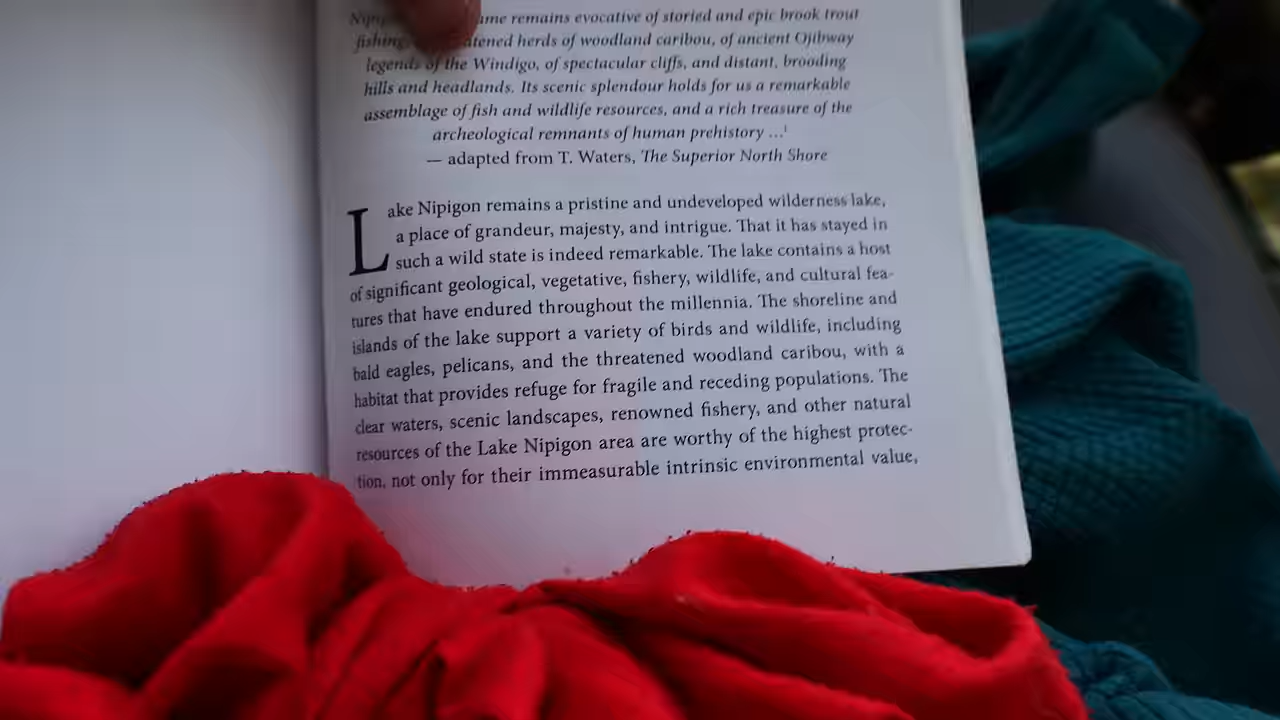 ame remains evocative of storied and epic brook trout
fishing, atened herds of woodland caribou, of ancient Ojibway
legends of the Windigo, of spectacular cliffs, and distant, brooding
hills and headlands. Its scenic splendour holds for us a remarkable
assemblage of fish and wildlife resources, and a rich treasure of the
archeological remnants of human prehistory ...¹
— adapted from T. Waters, The Superior North Shore
Lake Nipigon remains a pristine and undeveloped wilderness lake,
a place of grandeur, majesty, and intrigue. That it has stayed in
such a wild state is indeed remarkable. The lake contains a host
of significant geological, vegetative, fishery, wildlife, and cultural fea-
tures that have endured throughout the millennia. The shoreline and
islands of the lake support a variety of birds and wildlife, including
bald eagles, pelicans, and the threatened woodland caribou, with a
habitat that provides refuge for fragile and receding populations. The
clear waters, scenic landscapes, renowned fishery, and other natural
resources of the Lake Nipigon area are worthy of the highest protec-
tion, not only for their immeasurable intrinsic environmental value,